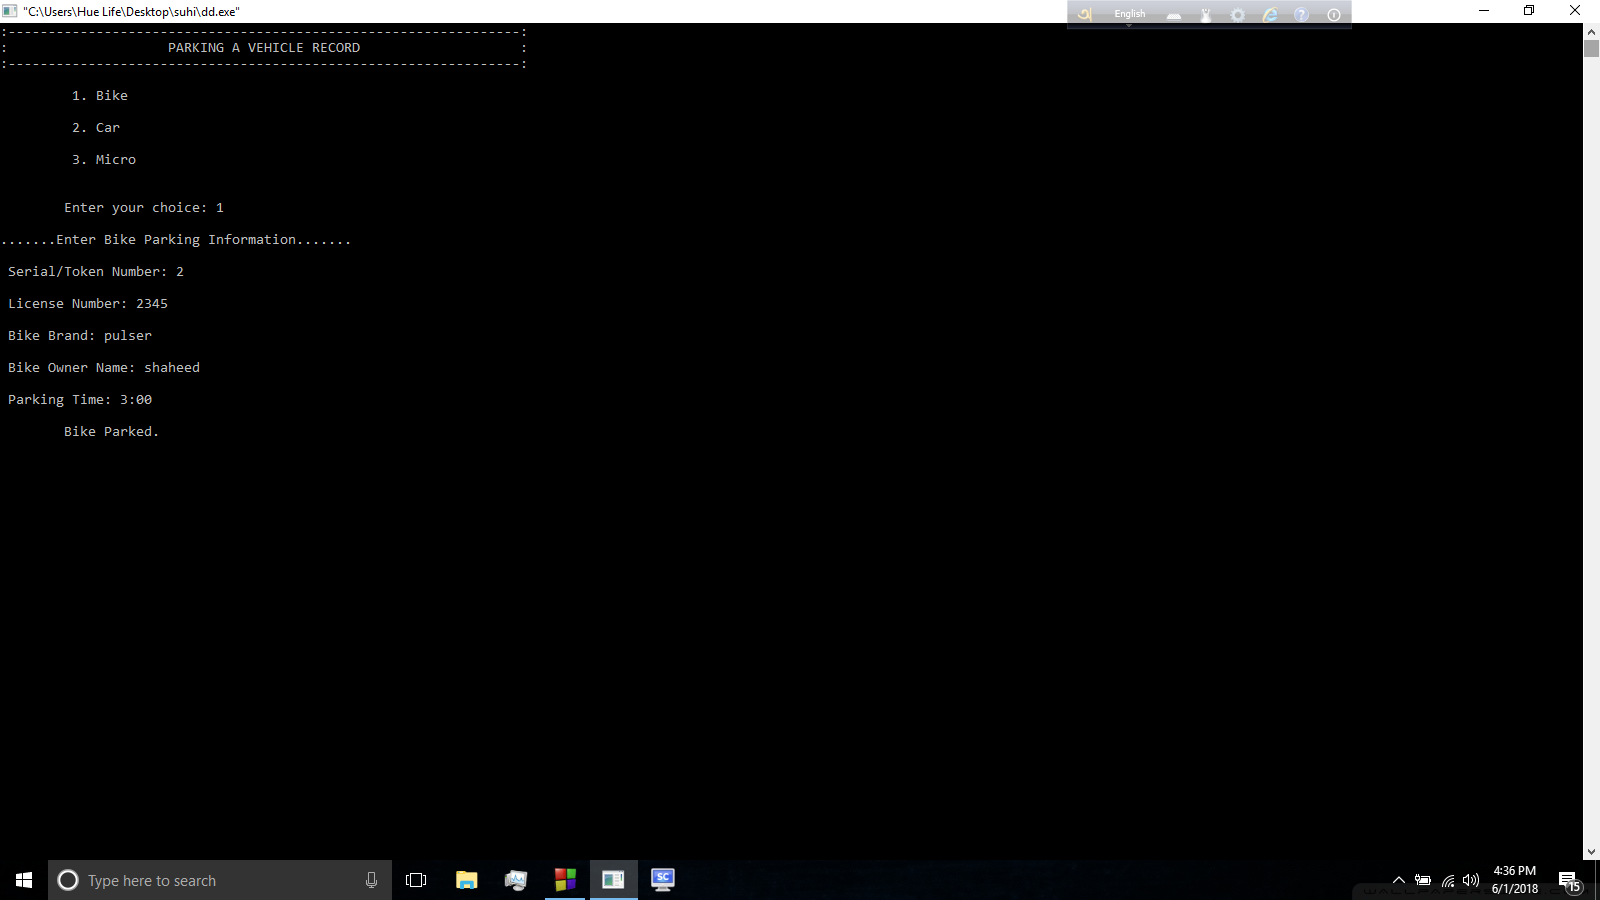 "C:\Users\Hue Life\Desktop\suhi\dd.exe"
English
:----------------------------------------------------------------:
: PARKING A VEHICLE RECORD :
:----------------------------------------------------------------:
1. Bike
2. Car
3. Micro
Enter your choice: 1
.......Enter Bike Parking Information.......
Serial/Token Number: 2
License Number: 2345
Bike Brand: pulser
Bike Owner Name: shaheed
Parking Time: 3:00
Bike Parked.
Type here to search
SC
4:36 PM
6/1/2018
15